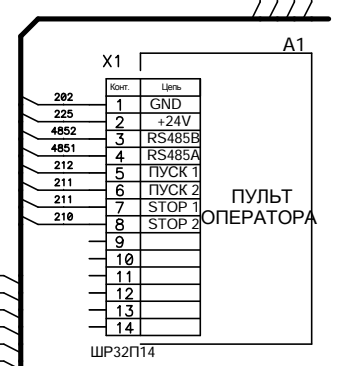 A1
X1
Конт. Цепь
202 1 GND
225 2 +24V
4852 3 RS485B
4851 4 RS485A
212 5 ПУСК 1
211 6 ПУСК 2
211 7 STOP 1
210 8 STOP 2
9
10
11
12
13
14
ПУЛЬТ
ОПЕРАТОРА
ШР32П14